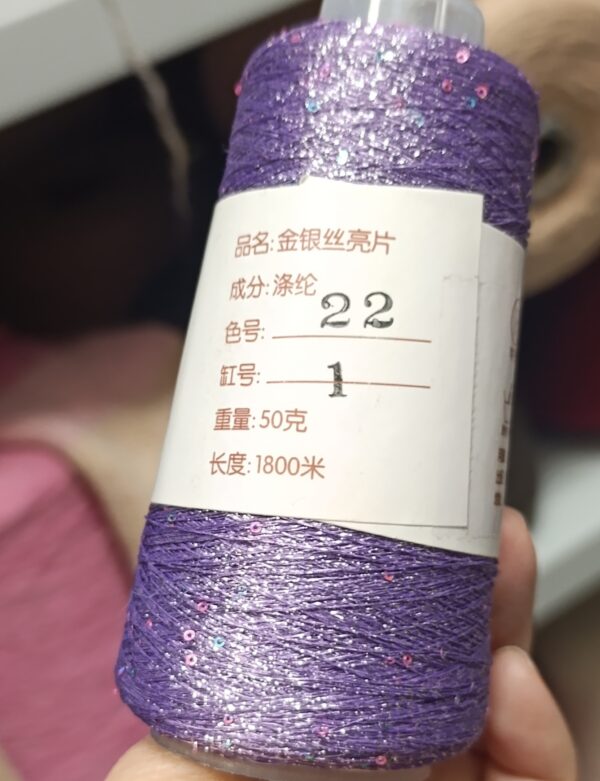 品名:金银丝亮片
成分:涤纶
色号: 22
缸号: 1
重量:50克
长度:1800米